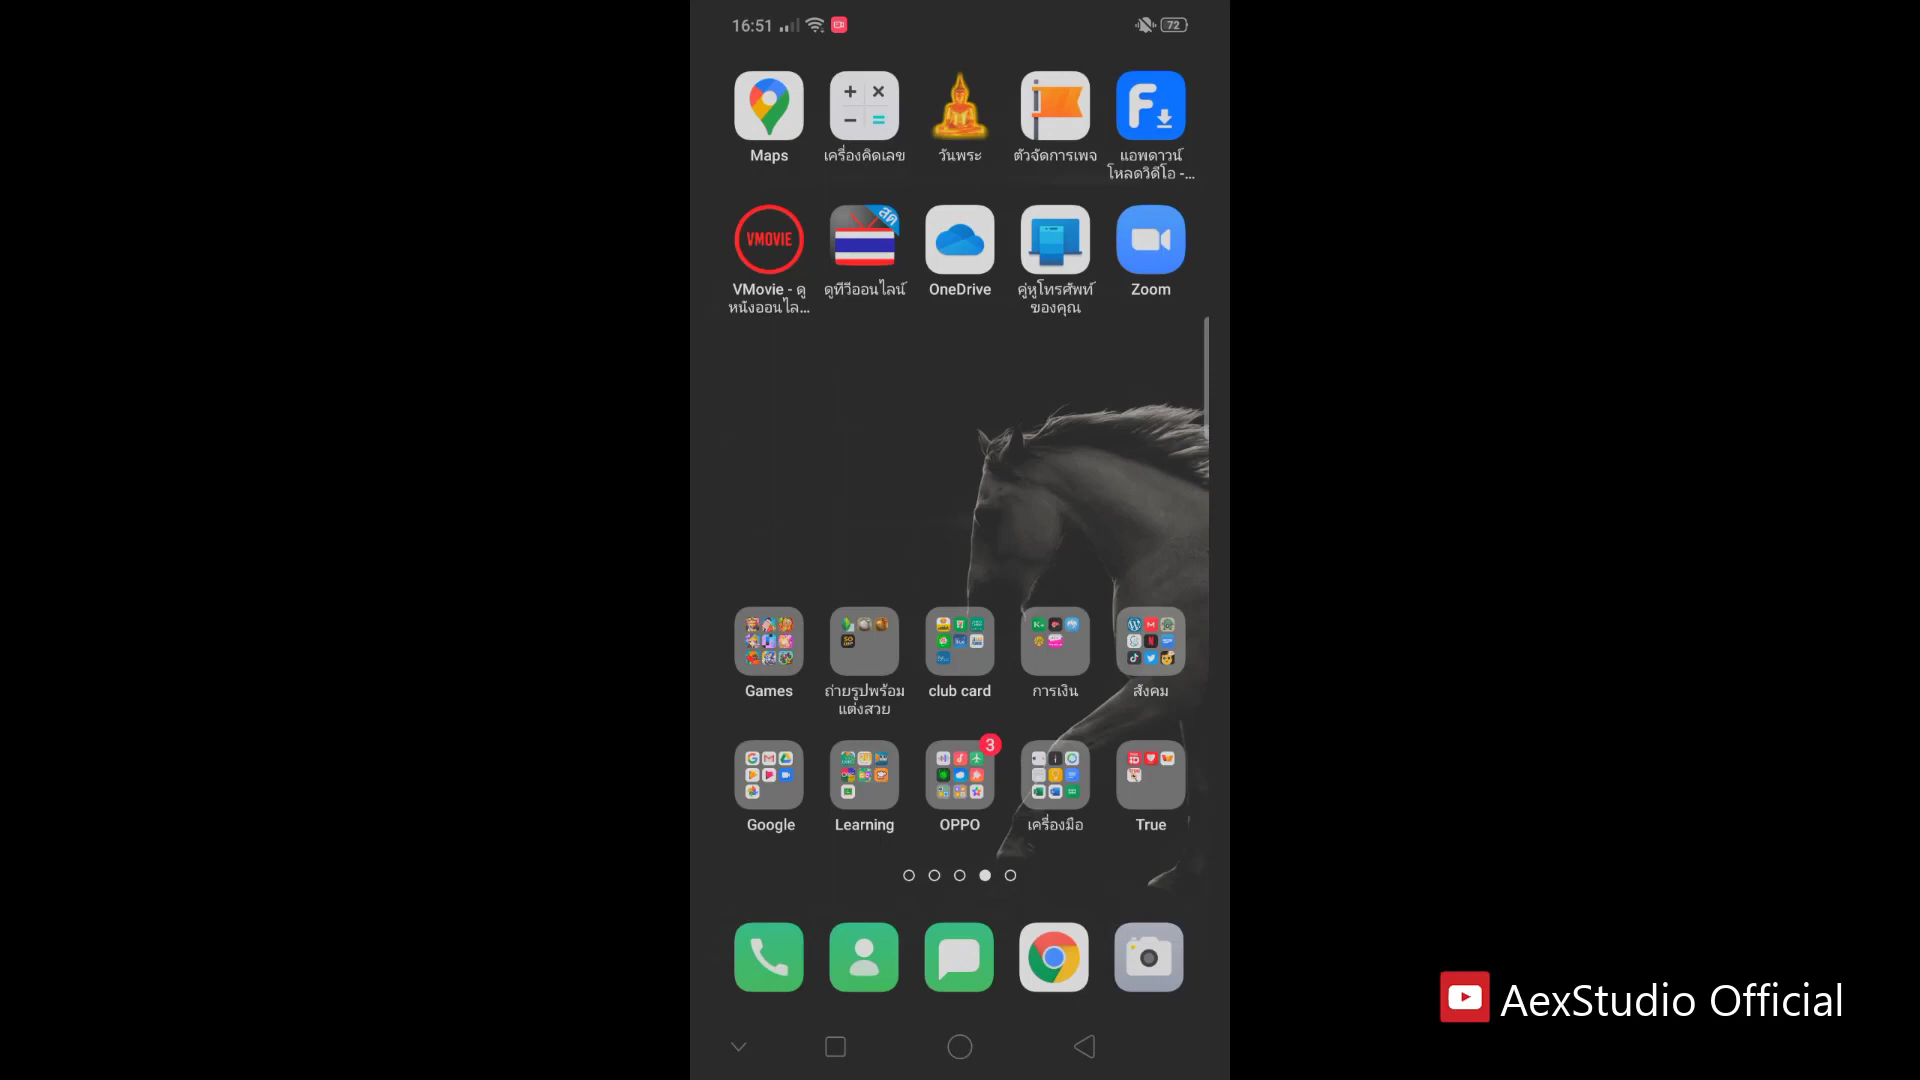 16:51
72
Maps
เครื่องคิดเลข
วันพระ
ตัวจัดการเพจ
แอพดาวน์
โหลดวิดีโอ -...
VMOVIE
สด
VMovie - ดู
หนังออนไล...
ดูทีวีออนไลน์
OneDrive
คู่หูโทรศัพท์
ของคุณ
Zoom
Games
ถ่ายรูปพร้อม
แต่งสวย
club card
การเงิน
สังคม
3
Google
Learning
OPPO
เครื่องมือ
True
AexStudio Official